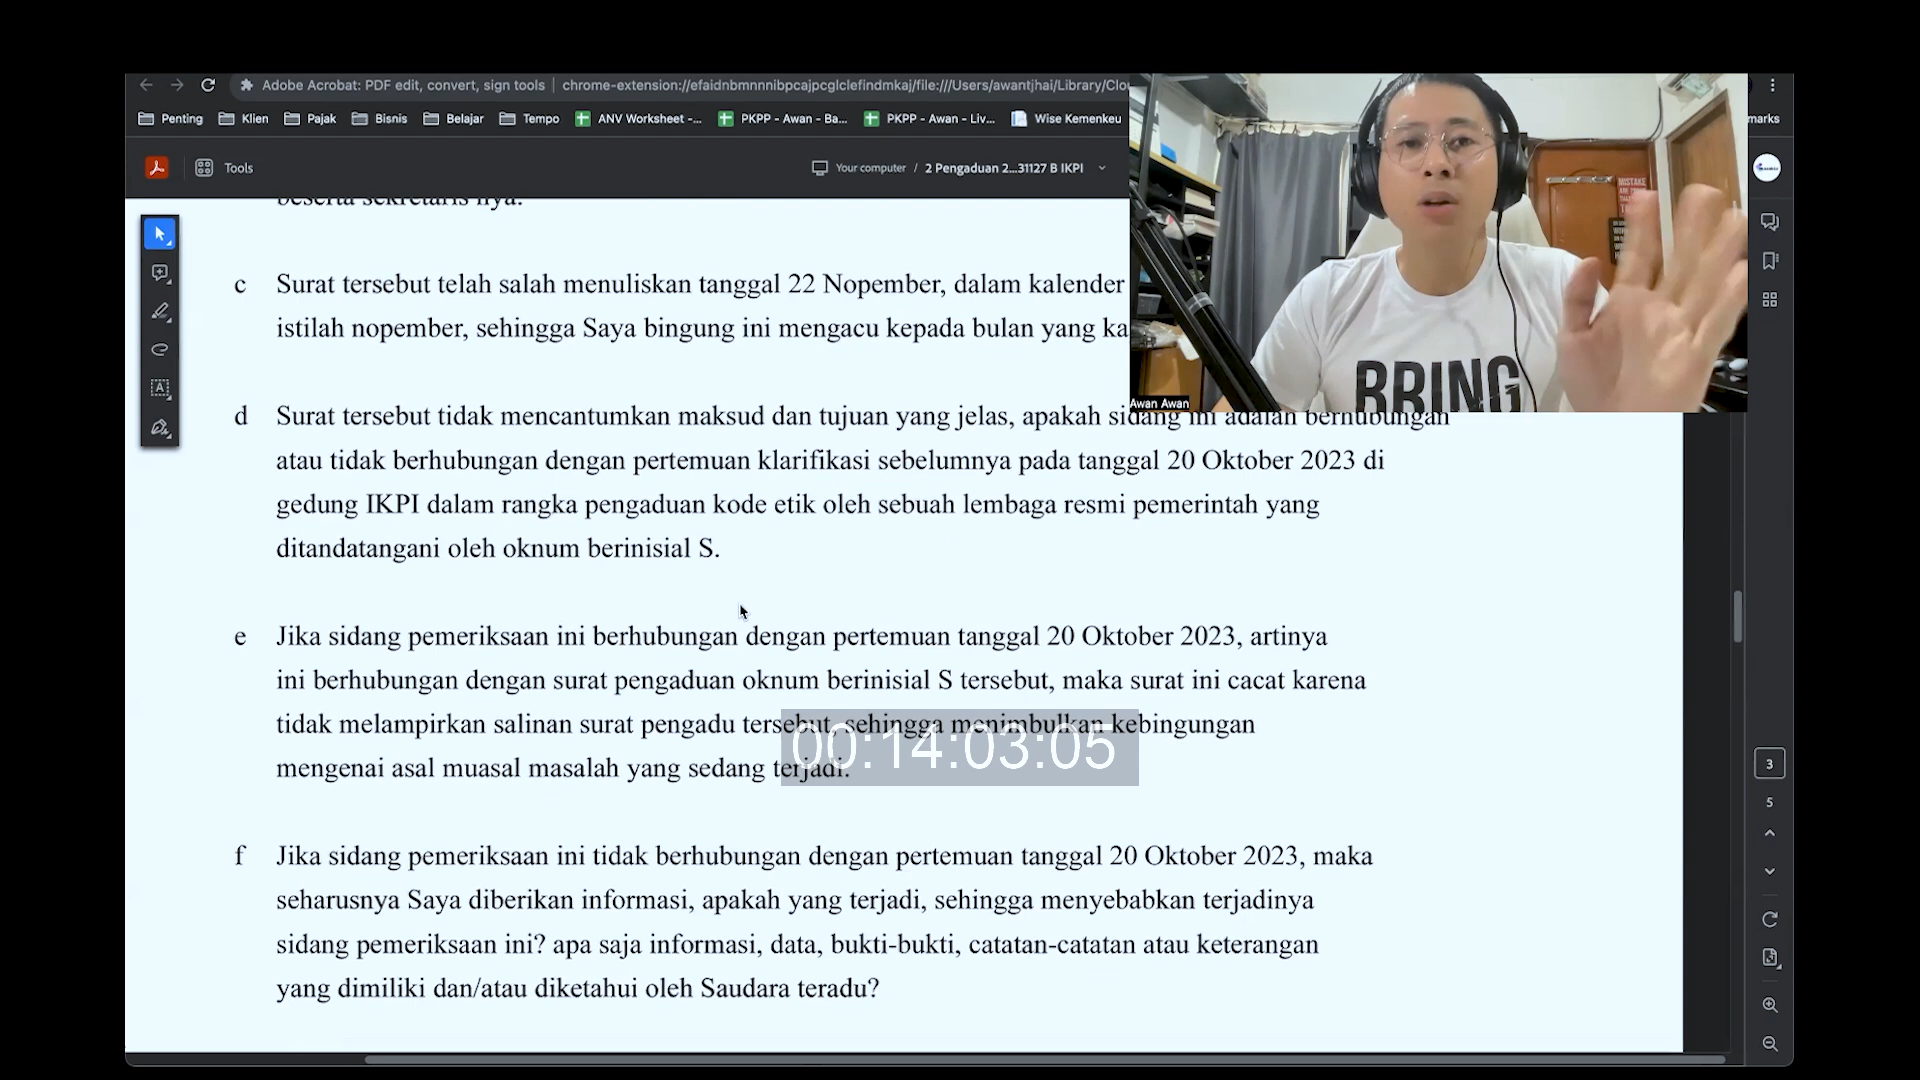 Adobe Acrobat: PDF edit, convert, sign tools | chrome-extension://efaidnbmnnnibpcajpcglclefindmkaj/file:///Users/awantjhai/Library/Clou
Penting Klien Pajak Bisnis Belajar Tempo ANV Worksheet -... PKPP - Awan - Ba... PKPP - Awan - Liv... Wise Kemenkeu marks
Tools Your computer / 2 Pengaduan 2...31127 B IKPI
beserta sekretaris nya.
c Surat tersebut telah salah menuliskan tanggal 22 Nopember, dalam kalender
istilah nopember, sehingga Saya bingung ini mengacu kepada bulan yang ka
MISTAKE
BRING
Awan Awan
d Surat tersebut tidak mencantumkan maksud dan tujuan yang jelas, apakah sidang ini adalah berhubungan
atau tidak berhubungan dengan pertemuan klarifikasi sebelumnya pada tanggal 20 Oktober 2023 di
gedung IKPI dalam rangka pengaduan kode etik oleh sebuah lembaga resmi pemerintah yang
ditandatangani oleh oknum berinisial S.
e Jika sidang pemeriksaan ini berhubungan dengan pertemuan tanggal 20 Oktober 2023, artinya
ini berhubungan dengan surat pengaduan oknum berinisial S tersebut, maka surat ini cacat karena
tidak melampirkan salinan surat pengadu tersebut, sehingga menimbulkan kebingungan
00:14:03:05
mengenai asal muasal masalah yang sedang terjadi.
3
5
f Jika sidang pemeriksaan ini tidak berhubungan dengan pertemuan tanggal 20 Oktober 2023, maka
seharusnya Saya diberikan informasi, apakah yang terjadi, sehingga menyebabkan terjadinya
sidang pemeriksaan ini? apa saja informasi, data, bukti-bukti, catatan-catatan atau keterangan
yang dimiliki dan/atau diketahui oleh Saudara teradu?